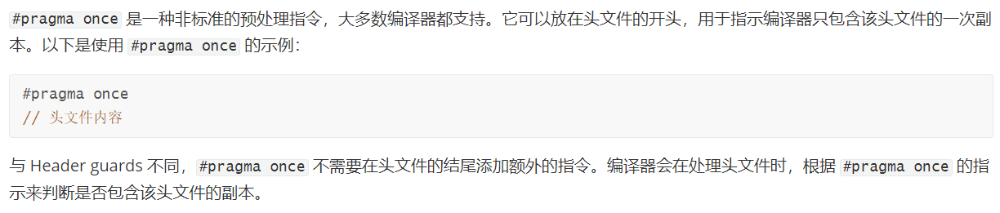 #pragma once 是一种非标准的预处理指令，大多数编译器都支持。它可以放在头文件的开头，用于指示编译器只包含该头文件的一次副
本。以下是使用 #pragma once 的示例：
#pragma once
// 头文件内容
与 Header guards 不同，#pragma once 不需要在头文件的结尾添加额外的指令。编译器会在处理头文件时，根据 #pragma once 的指
示来判断是否包含该头文件的副本。